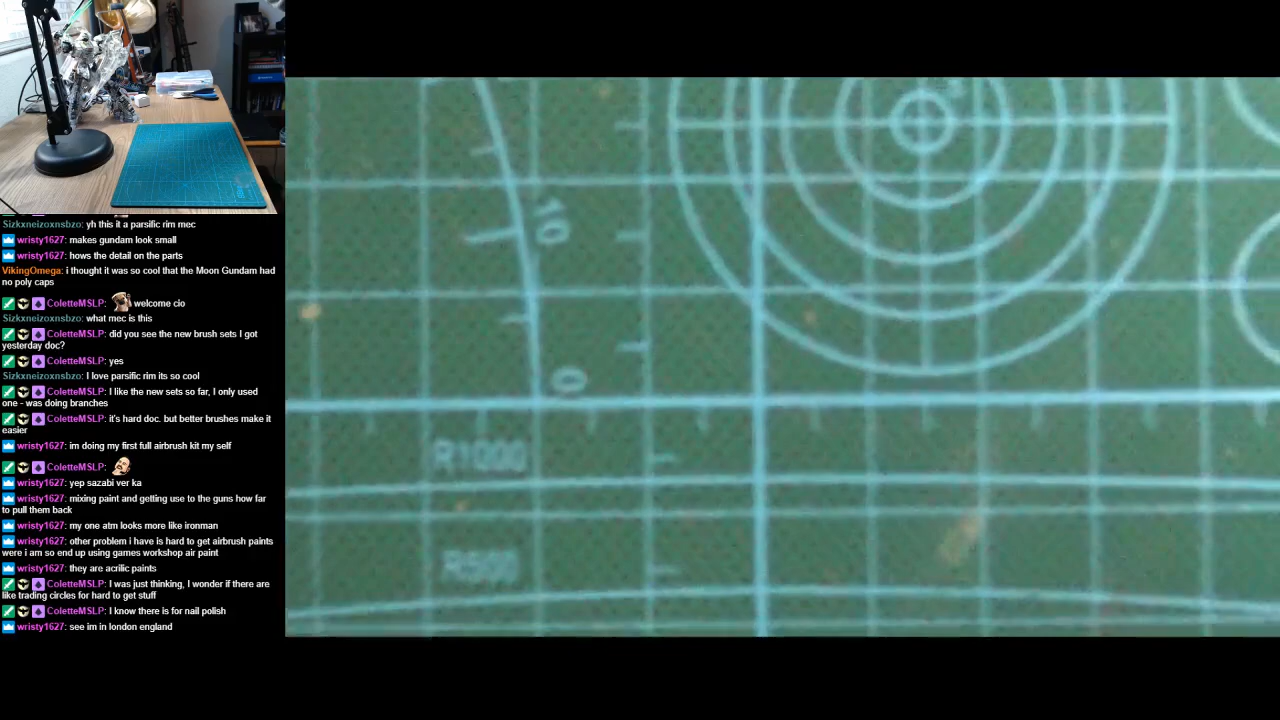 Sizkxneizoxnsbzo: yh this it a parsific rim mec
wristy1627: makes gundam look small
wristy1627: hows the detail on the parts
VikingOmega: i thought it was so cool that the Moon Gundam had
no poly caps
ColetteMSLP: welcome cio
Sizkxneizoxnsbzo: what mec is this
ColetteMSLP: did you see the new brush sets I got
yesterday doc?
ColetteMSLP: yes
Sizkxneizoxnsbzo: I love parsific rim its so cool
ColetteMSLP: I like the new sets so far, I only used
one - was doing branches
ColetteMSLP: it's hard doc. but better brushes make it
easier
wristy1627: im doing my first full airbrush kit my self
ColetteMSLP:
wristy1627: yep sazabi ver ka
wristy1627: mixing paint and getting use to the guns how far
to pull them back
wristy1627: my one atm looks more like ironman
wristy1627: other problem i have is hard to get airbrush paints
were i am so end up using games workshop air paint
wristy1627: they are acrilic paints
ColetteMSLP: I was just thinking, I wonder if there are
like trading circles for hard to get stuff
ColetteMSLP: I know there is for nail polish
wristy1627: see im in london england
10
0
R1000